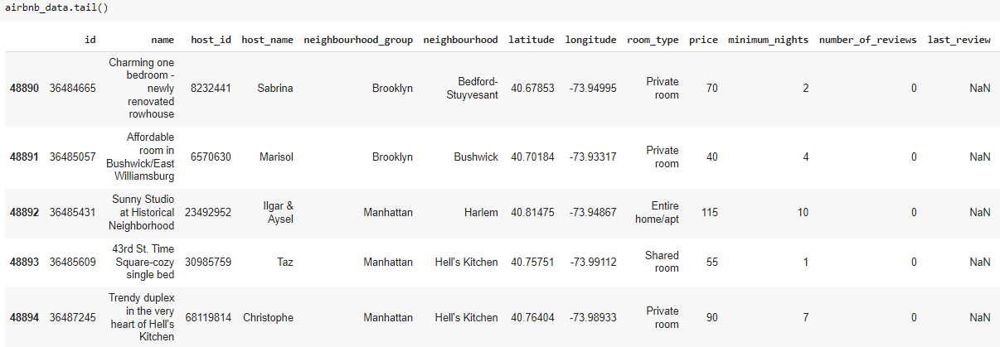 airbnb_data.tail()
id name host_id host_name neighbourhood_group neighbourhood latitude longitude room_type price minimum_nights number_of_reviews last_review
Charming one
bedroom -
newly
renovated
rowhouse
48890 36484665 8232441 Sabrina Brooklyn Bedford-
Stuyvesant 40.67853 -73.94995 Private
room 70 2 0 NaN
Affordable
room in
Bushwick/East
Williamsburg
48891 36485057 6570630 Marisol Brooklyn Bushwick 40.70184 -73.93317 Private
room 40 4 0 NaN
Sunny Studio
at Historical
Neighborhood
48892 36485431 23492952 Ilgar &
Aysel Manhattan Harlem 40.81475 -73.94867 Entire
home/apt 115 10 0 NaN
43rd St. Time
Square-cozy
single bed
48893 36485609 30985759 Taz Manhattan Hell's Kitchen 40.75751 -73.99112 Shared
room 55 1 0 NaN
Trendy duplex
in the very
heart of Hell's
Kitchen
48894 36487245 68119814 Christophe Manhattan Hell's Kitchen 40.76404 -73.98933 Private
room 90 7 0 NaN